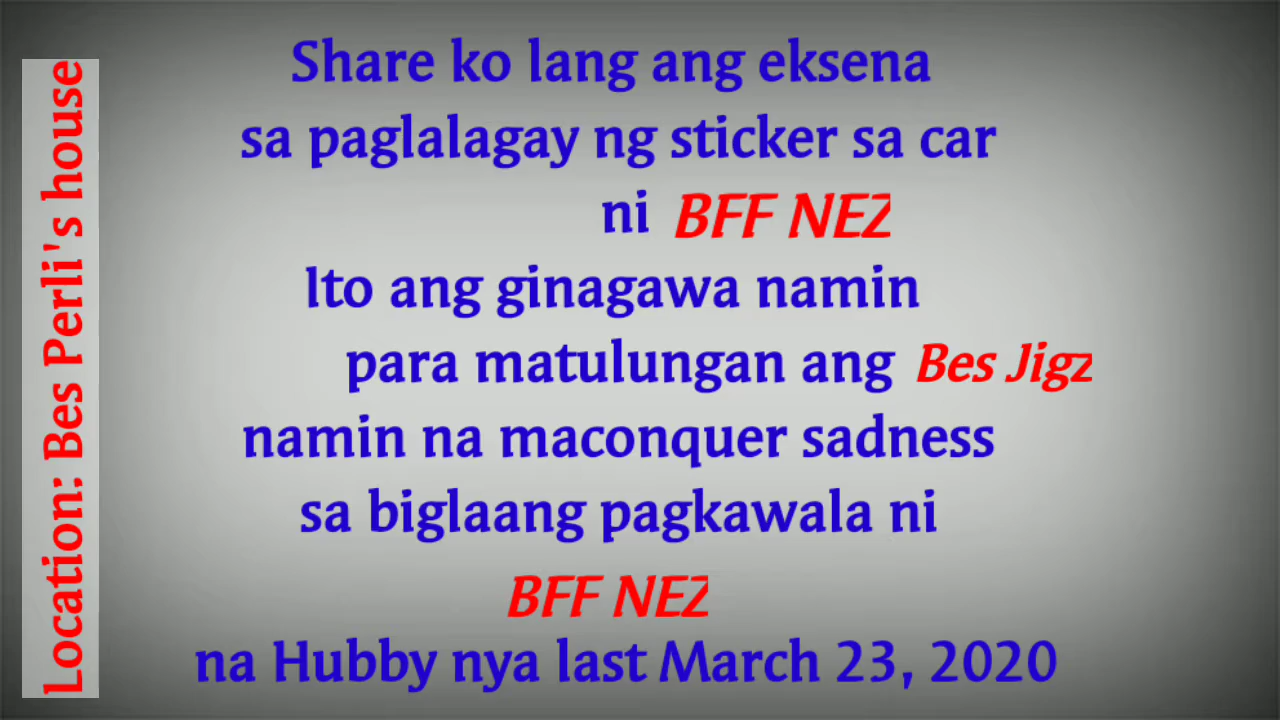 Location: Bes Perli's house
Share ko lang ang eksena
sa paglalagay ng sticker sa car
ni BFF NEZ
Ito ang ginagawa namin
para matulungan ang Bes Jigz
namin na maconquer sadness
sa biglaang pagkawala ni
BFF NEZ
na Hubby nya last March 23, 2020